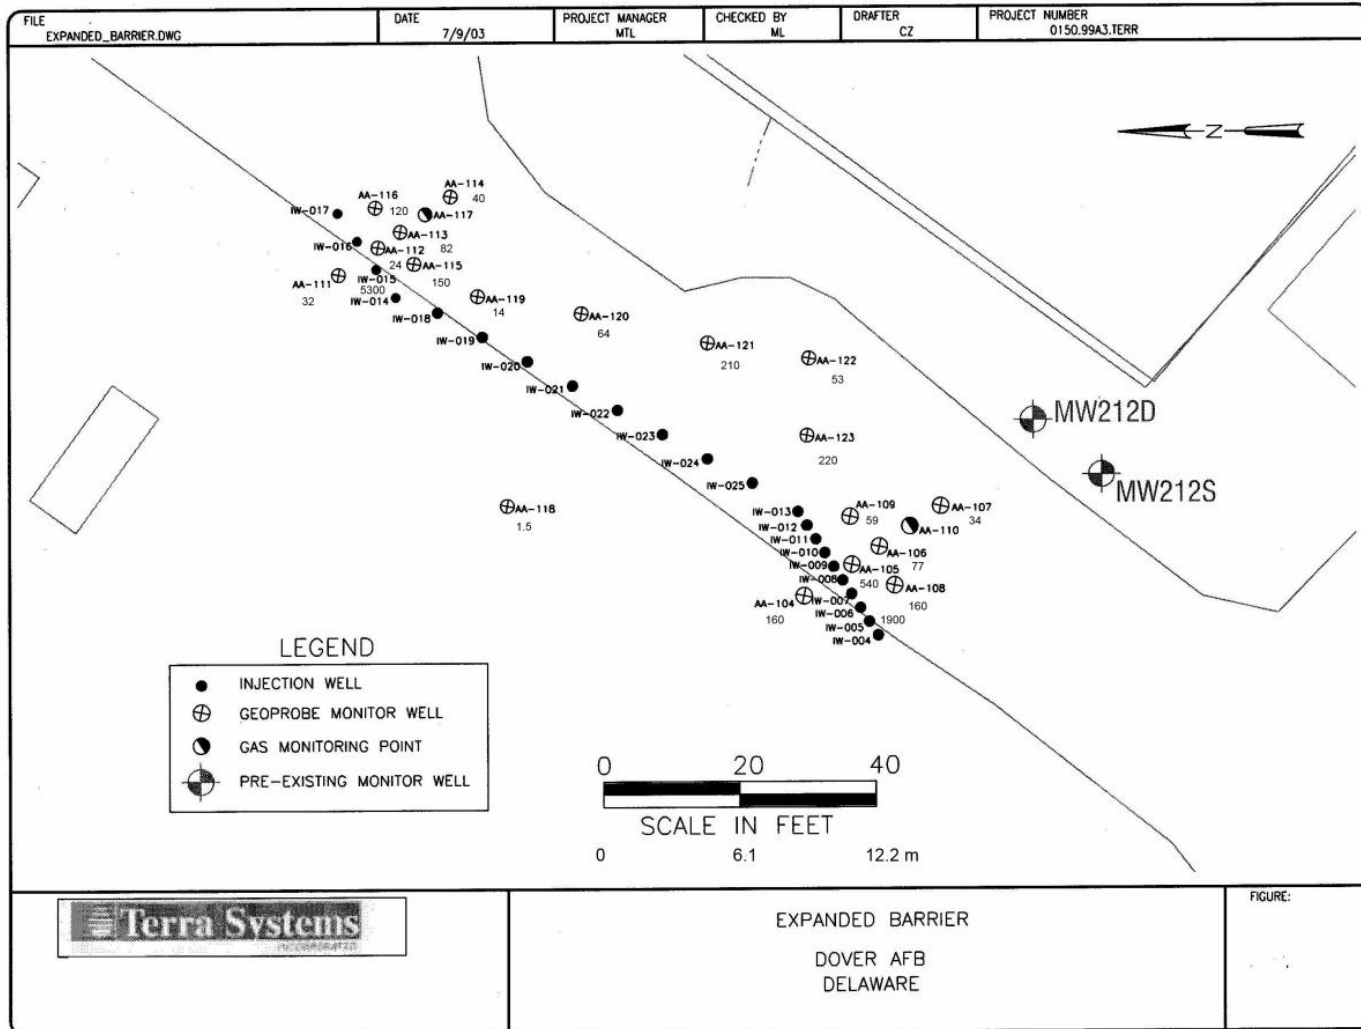 FILE
EXPANDED_BARRIER.DWG
DATE
7/9/03
PROJECT MANAGER
MTL
CHECKED BY
ML
DRAFTER
CZ
PROJECT NUMBER
0150.99A3.TERR
N
AA-114
40
AA-116
120
IW-017
AA-117
AA-113
82
IW-016
AA-112
24
AA-115
150
IW-015
5300
AA-111
32
IW-014
AA-119
14
IW-018
AA-120
64
IW-019
AA-121
210
AA-122
53
IW-020
IW-021
IW-022
IW-023
AA-123
220
IW-024
IW-025
MW212D
MW212S
AA-118
1.5
IW-013
AA-109
59
AA-107
34
IW-012
AA-110
IW-011
IW-010
AA-106
77
IW-009
AA-105
540
IW-008
AA-108
160
AA-104
160
IW-007
IW-006
1900
IW-005
IW-004
LEGEND
INJECTION WELL
GEOPROBE MONITOR WELL
GAS MONITORING POINT
PRE-EXISTING MONITOR WELL
0 20 40
SCALE IN FEET
0 6.1 12.2 m
Terra Systems
INCORPORATED
EXPANDED BARRIER
DOVER AFB
DELAWARE
FIGURE: